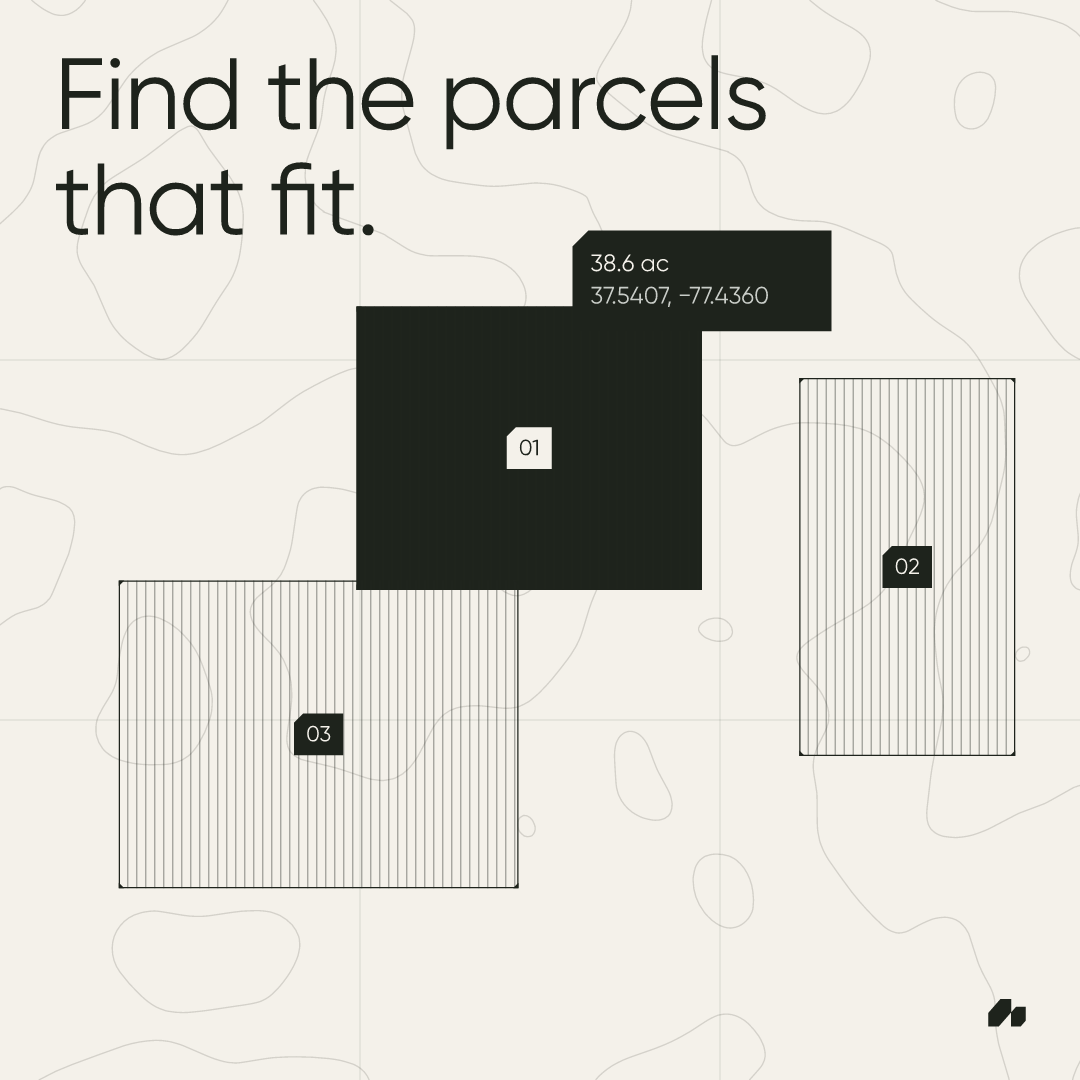 Find the parcels
that fit.
38.6 ac
37.5407, −77.4360
01
02
03